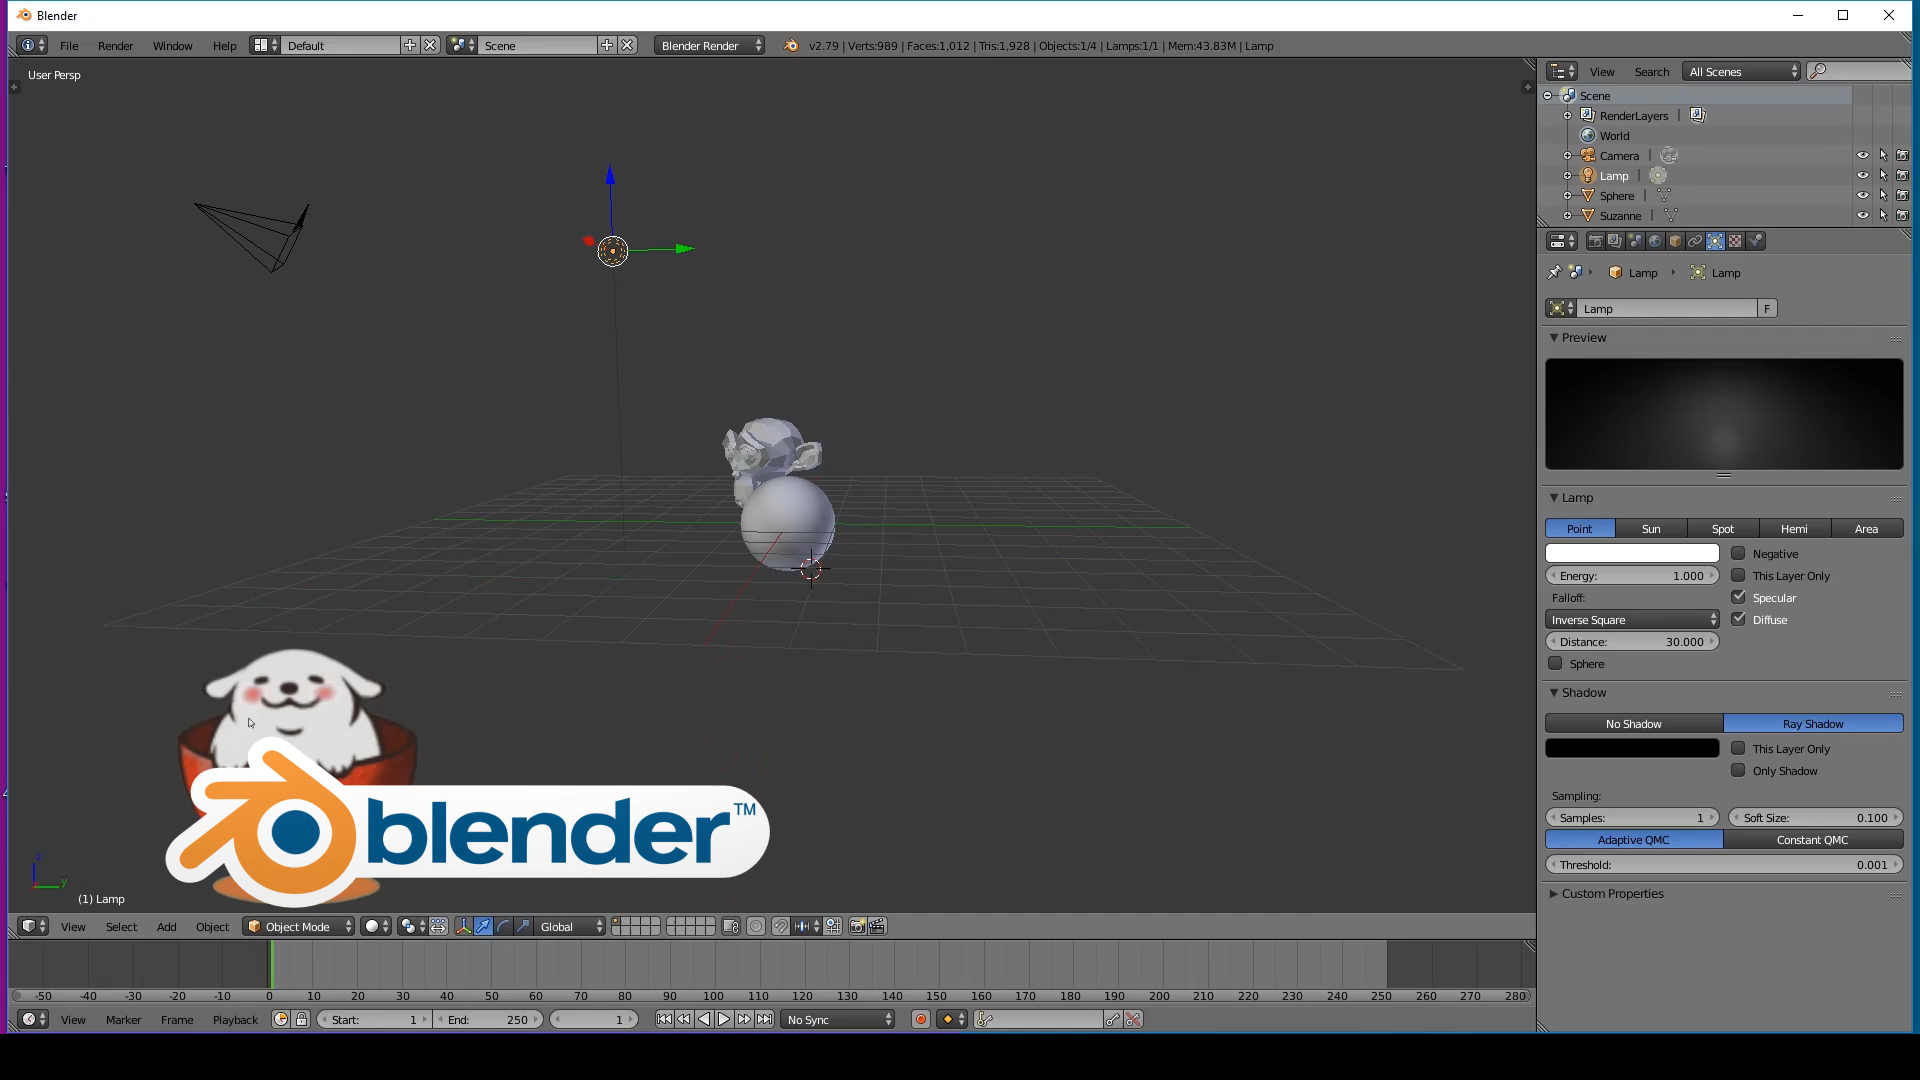 Blender
File Render Window Help Default Scene Blender Render v2.79 | Verts:989 | Faces:1,012 | Tris:1,928 | Objects:1/4 | Lamps:1/1 | Mem:43.83M | Lamp
User Persp
View Search All Scenes
Scene
RenderLayers
World
Camera
Lamp
Sphere
Suzanne
Lamp Lamp
Lamp F
Preview
Lamp
Point Sun Spot Hemi Area
Negative
Energy: 1.000 This Layer Only
Falloff: Specular
Inverse Square Diffuse
Distance: 30.000
Sphere
Shadow
No Shadow Ray Shadow
This Layer Only
Only Shadow
Sampling:
Samples: 1 Soft Size: 0.100
Adaptive QMC Constant QMC
Threshold: 0.001
Custom Properties
blender™
z
y
(1) Lamp
View Select Add Object Object Mode Global
-50 -40 -30 -20 -10 0 10 20 30 40 50 60 70 80 90 100 110 120 130 140 150 160 170 180 190 200 210 220 230 240 250 260 270 280
View Marker Frame Playback Start: 1 End: 250 1 No Sync